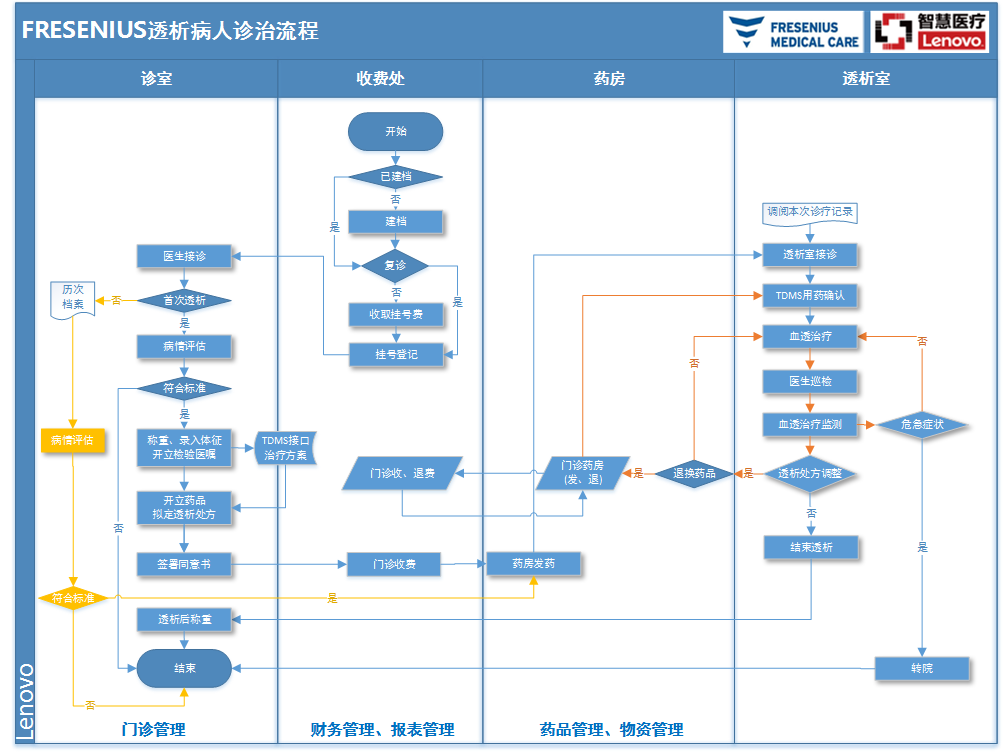 FRESENIUS透析病人诊治流程
FRESENIUS
MEDICAL CARE
智慧医疗
Lenovo
诊室
收费处
药房
透析室
开始
已建档
否
是
建档
复诊
否
是
收取挂号费
挂号登记
医生接诊
首次透析
否
是
历次
档案
病情评估
符合标准
是
否
病情评估
称重、录入体征
开立检验医嘱
TDMS接口
治疗方案
开立药品
拟定透析处方
签署同意书
门诊收费
药房发药
符合标准
是
否
透析后称重
结束
门诊收、退费
门诊药房
(发、退)
是
退换药品
否
是
调阅本次诊疗记录
透析室接诊
TDMS用药确认
血透治疗
医生巡检
血透治疗监测
危急症状
否
是
透析处方调整
否
结束透析
转院
门诊管理
财务管理、报表管理
药品管理、物资管理
Lenovo